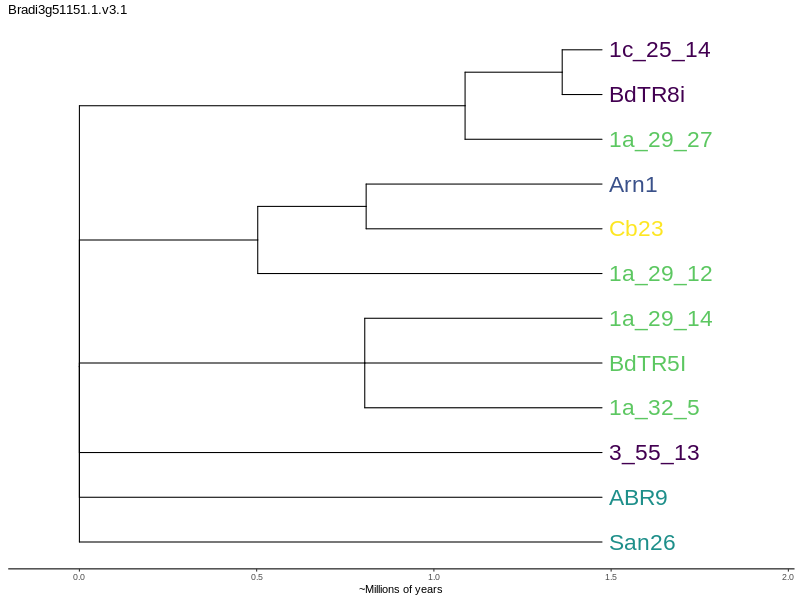 Bradi3g51151.1.v3.1
1c_25_14
BdTR8i
1a_29_27
Arn1
Cb23
1a_29_12
1a_29_14
BdTR5I
1a_32_5
3_55_13
ABR9
San26
0.0 0.5 1.0 1.5 2.0
~Millions of years